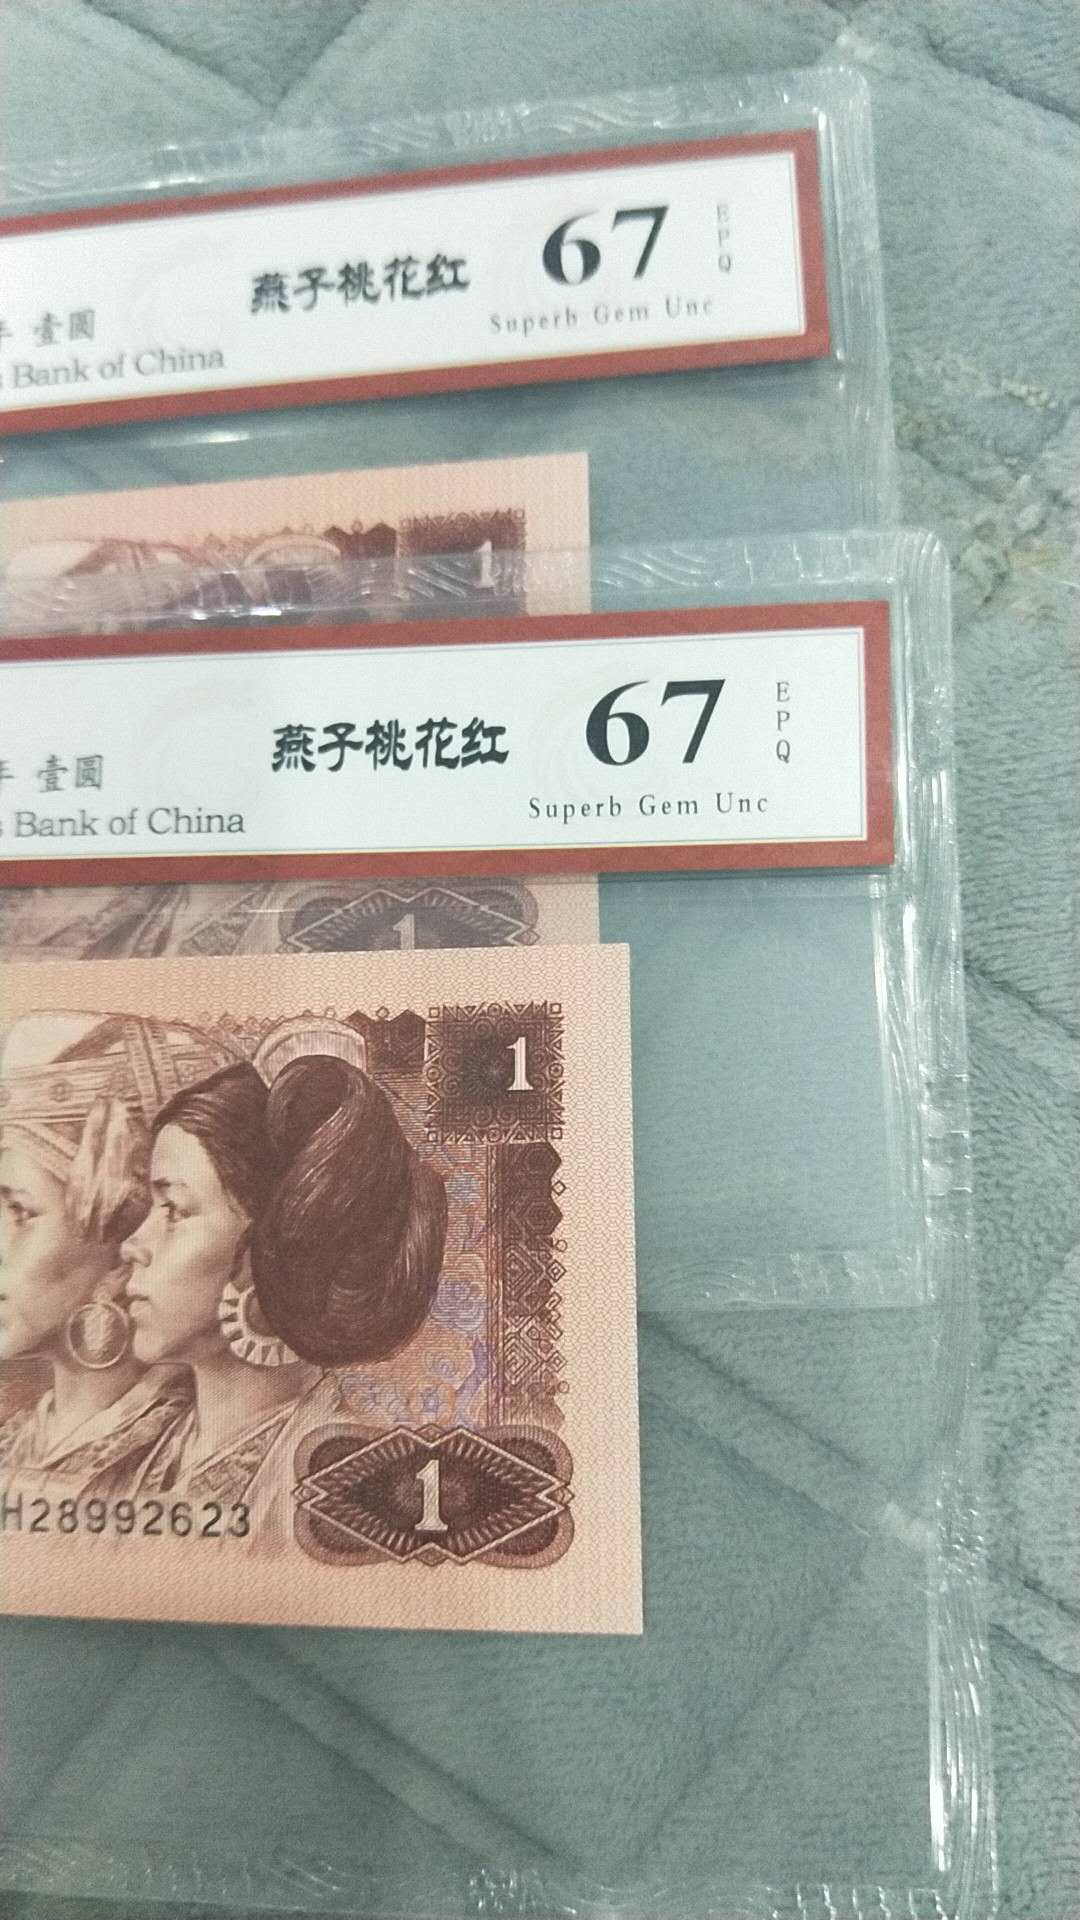 燕子桃花红
67
EPQ
Superb Gem Unc
年 壹圓
Bank of China
1
燕子桃花红
67
EPQ
Superb Gem Unc
年 壹圓
s Bank of China
1
1
1
H28992623